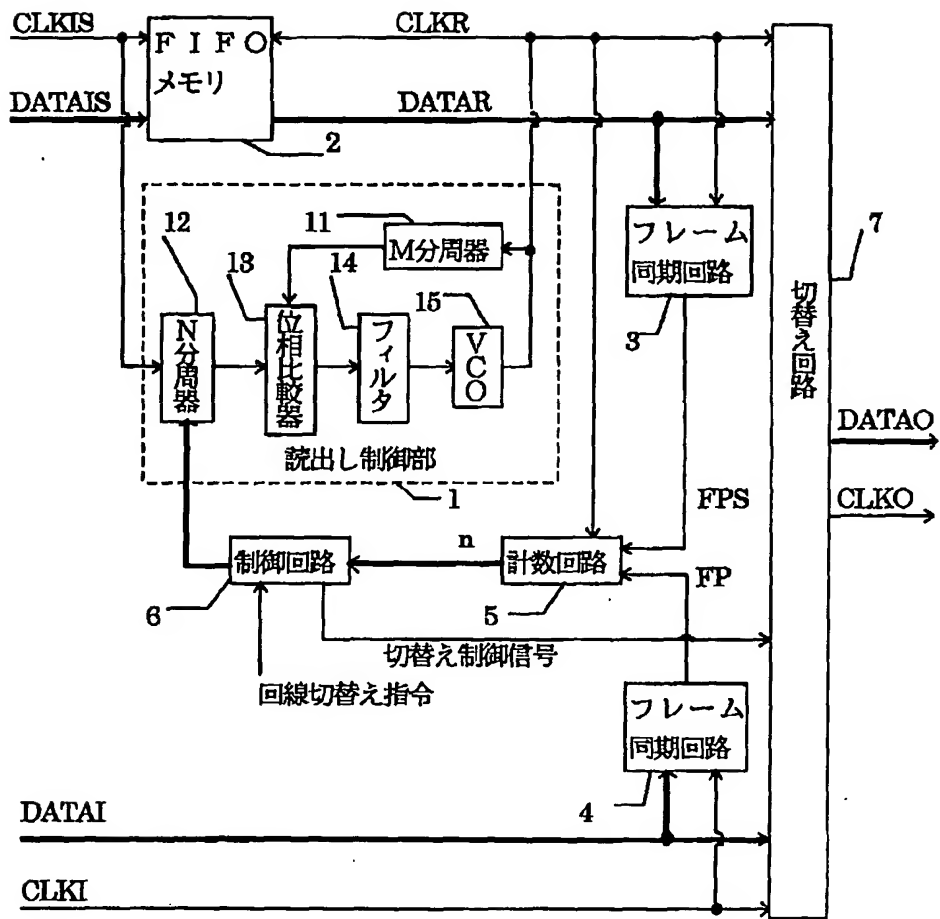 CLKIS
FIFO
メモリ
CLKR
DATAIS
DATAR
2
12
11
M分周器
13
14
15
N分周器
位相比較器
フィルタ
VCO
読出し制御部
1
フレーム
同期回路
3
7
切替え回路
DATAO
CLKO
FPS
n
制御回路
計数回路
FP
6
5
切替え制御信号
回線切替え指令
フレーム
同期回路
4
DATAI
CLKI